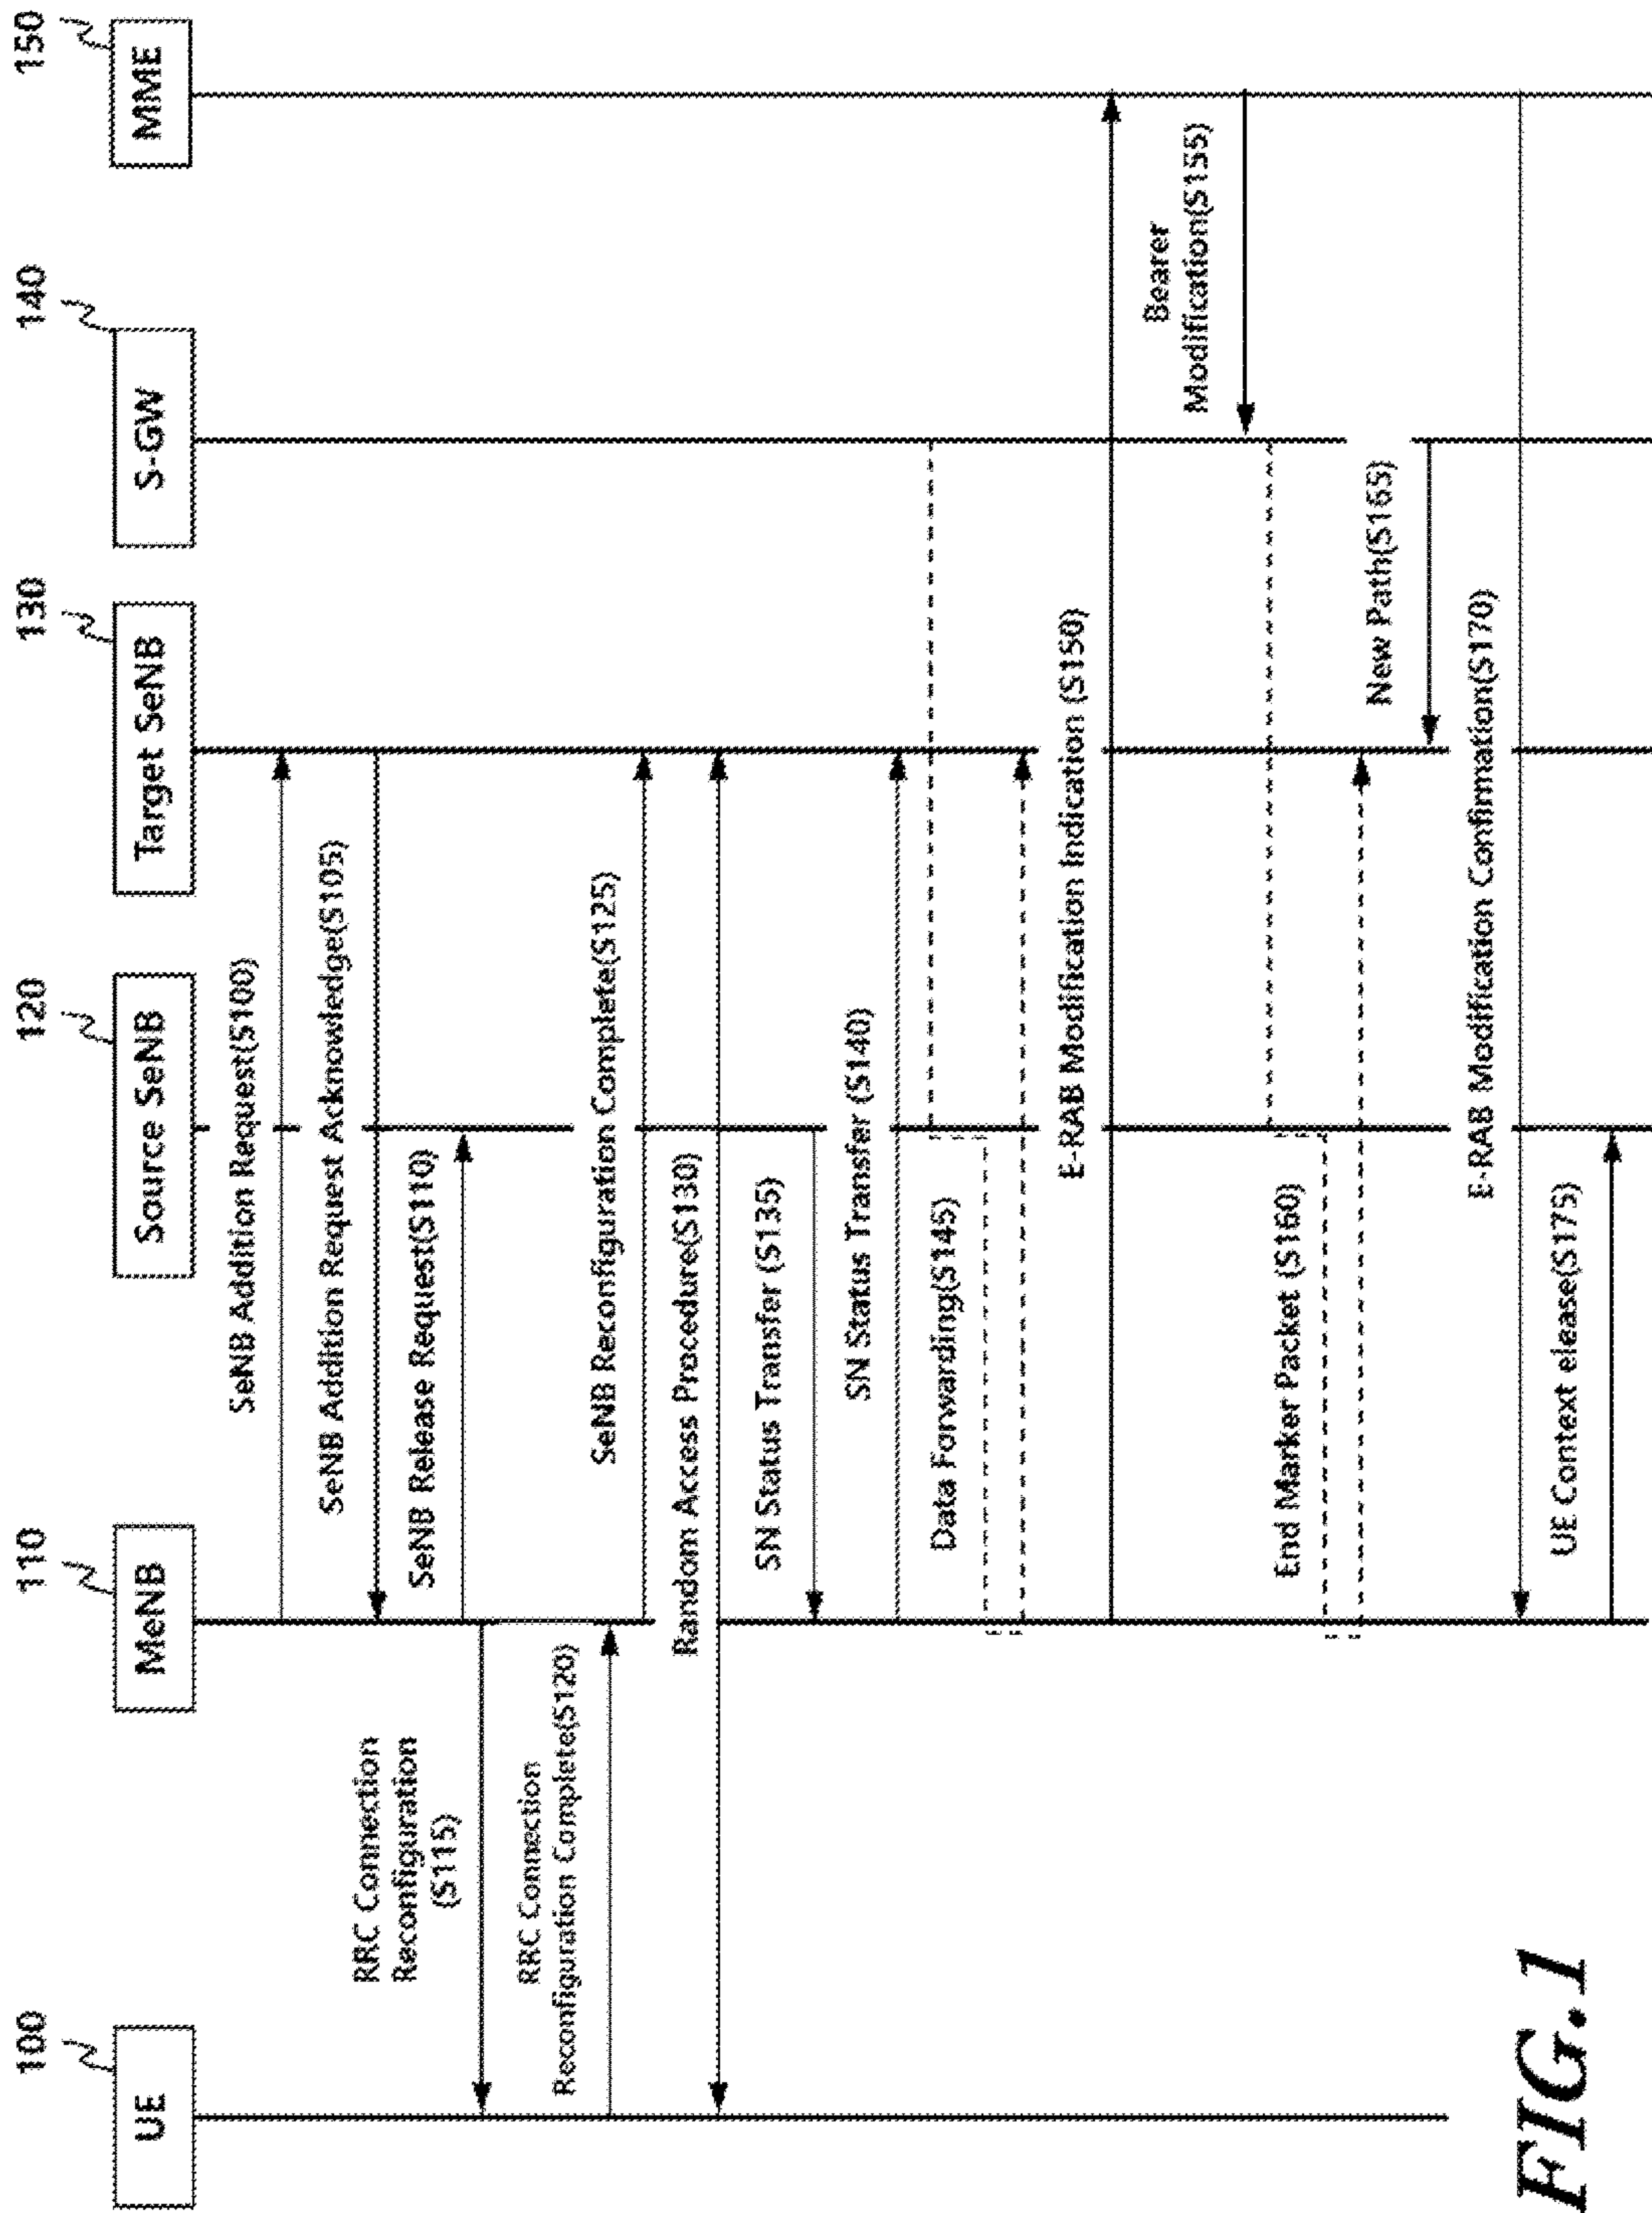 100
110
120
130
140
150
UE
MeNB
Source SeNB
Target SeNB
S-GW
MME
SeNB Addition Request(S100)
SeNB Addition Request Acknowledge(S105)
SeNB Release Request(S110)
RRC Connection
Reconfiguration
(S115)
RRC Connection
Reconfiguration Complete(S120)
SeNB Reconfiguration Complete(S125)
Random Access Procedure(S130)
SN Status Transfer (S135)
SN Status Transfer (S140)
Data Forwarding(S145)
E-RAB Modification Indication (S150)
Bearer
Modification(S155)
End Marker Packet (S160)
New Path(S165)
E-RAB Modification Confirmation(S170)
UE Context elease(S175)
FIG.1